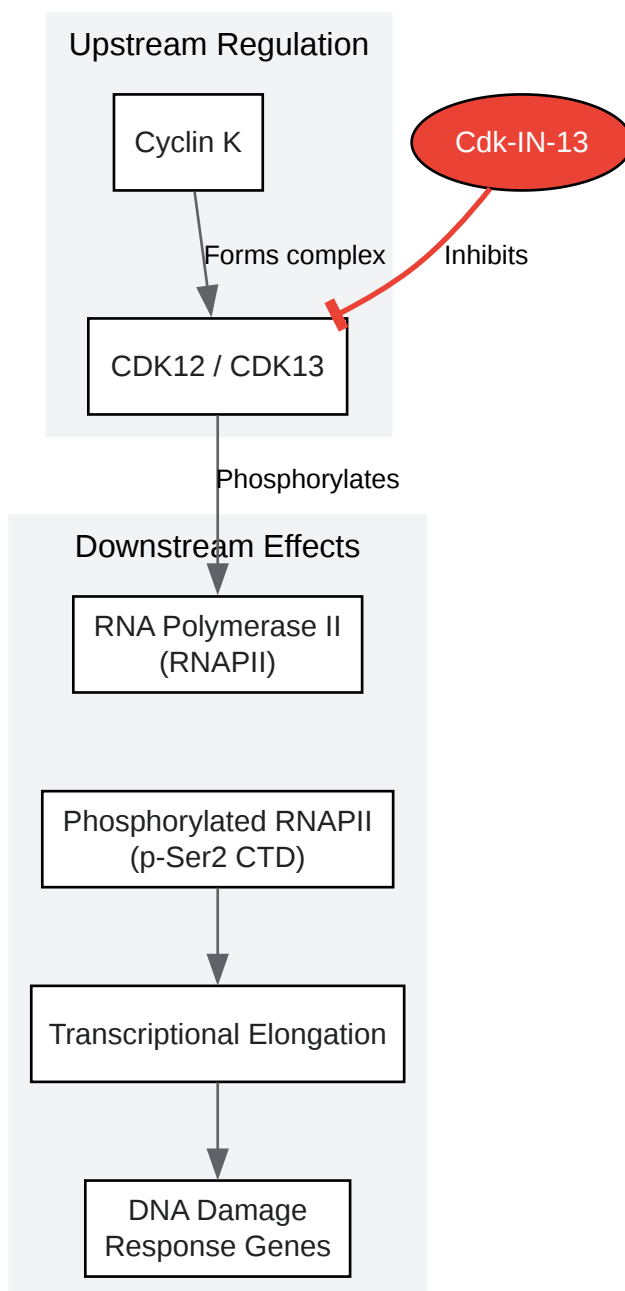 Upstream Regulation
Cyclin K
Cdk-IN-13
Forms complex
Inhibits
CDK12 / CDK13
Phosphorylates
Downstream Effects
RNA Polymerase II
(RNAPII)
Phosphorylated RNAPII
(p-Ser2 CTD)
Transcriptional Elongation
DNA Damage
Response Genes